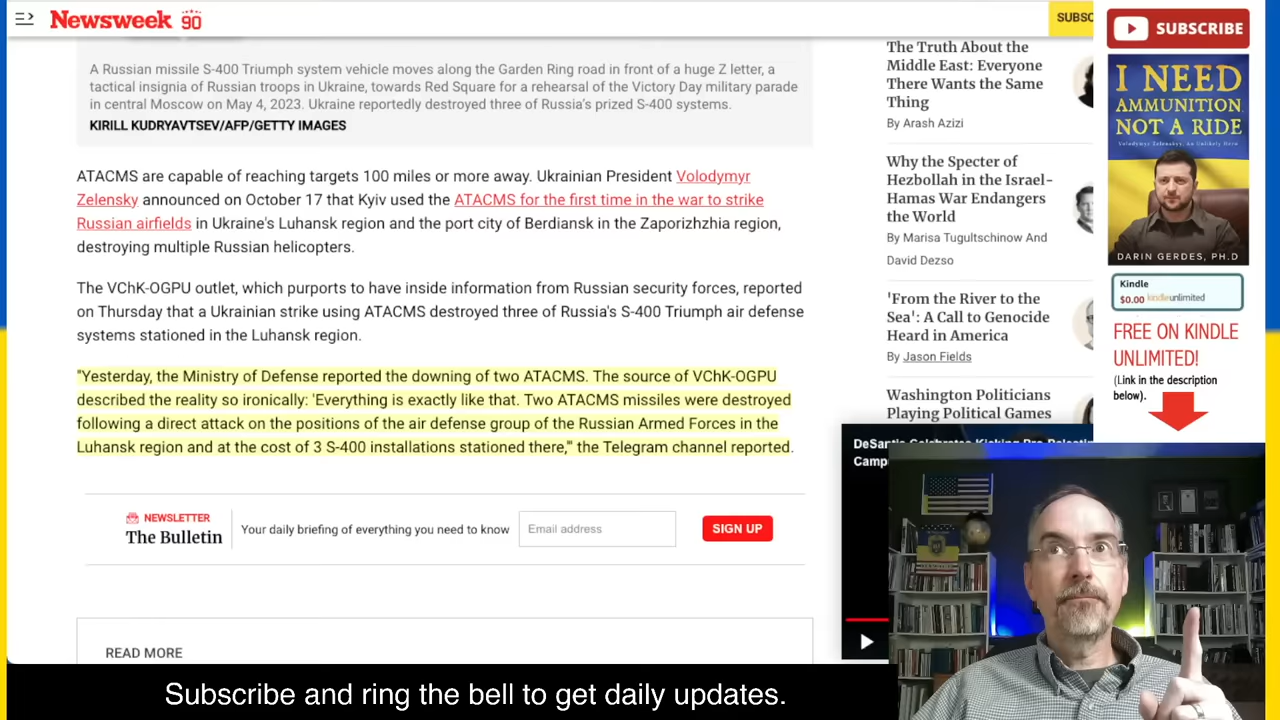 Newsweek 90
SUBSC
A Russian missile S-400 Triumph system vehicle moves along the Garden Ring road in front of a huge Z letter, a
tactical insignia of Russian troops in Ukraine, towards Red Square for a rehearsal of the Victory Day military parade
in central Moscow on May 4, 2023. Ukraine reportedly destroyed three of Russia's prized S-400 systems.
KIRILL KUDRYAVTSEV/AFP/GETTY IMAGES
ATACMS are capable of reaching targets 100 miles or more away. Ukrainian President Volodymyr
Zelensky announced on October 17 that Kyiv used the ATACMS for the first time in the war to strike
Russian airfields in Ukraine's Luhansk region and the port city of Berdiansk in the Zaporizhzhia region,
destroying multiple Russian helicopters.
The VChK-OGPU outlet, which purports to have inside information from Russian security forces, reported
on Thursday that a Ukrainian strike using ATACMS destroyed three of Russia's S-400 Triumph air defense
systems stationed in the Luhansk region.
"Yesterday, the Ministry of Defense reported the downing of two ATACMS. The source of VChK-OGPU
described the reality so ironically: 'Everything is exactly like that. Two ATACMS missiles were destroyed
following a direct attack on the positions of the air defense group of the Russian Armed Forces in the
Luhansk region and at the cost of 3 S-400 installations stationed there,'" the Telegram channel reported.
NEWSLETTER
The Bulletin
Your daily briefing of everything you need to know
Email address
SIGN UP
READ MORE
The Truth About the
Middle East: Everyone
There Wants the Same
Thing
By Arash Azizi
Why the Specter of
Hezbollah in the Israel-
Hamas War Endangers
the World
By Marisa Tugultschinow And
David Dezso
'From the River to the
Sea': A Call to Genocide
Heard in America
By Jason Fields
Washington Politicians
Playing Political Games
SUBSCRIBE
I NEED
AMMUNITION
NOT A RIDE
Volodymyr Zelenskyy, An Unlikely Hero
DARIN GERDES, PH.D
Kindle
$0.00 kindleunlimited
FREE ON KINDLE
UNLIMITED!
(Link in the description
below).
Subscribe and ring the bell to get daily updates.